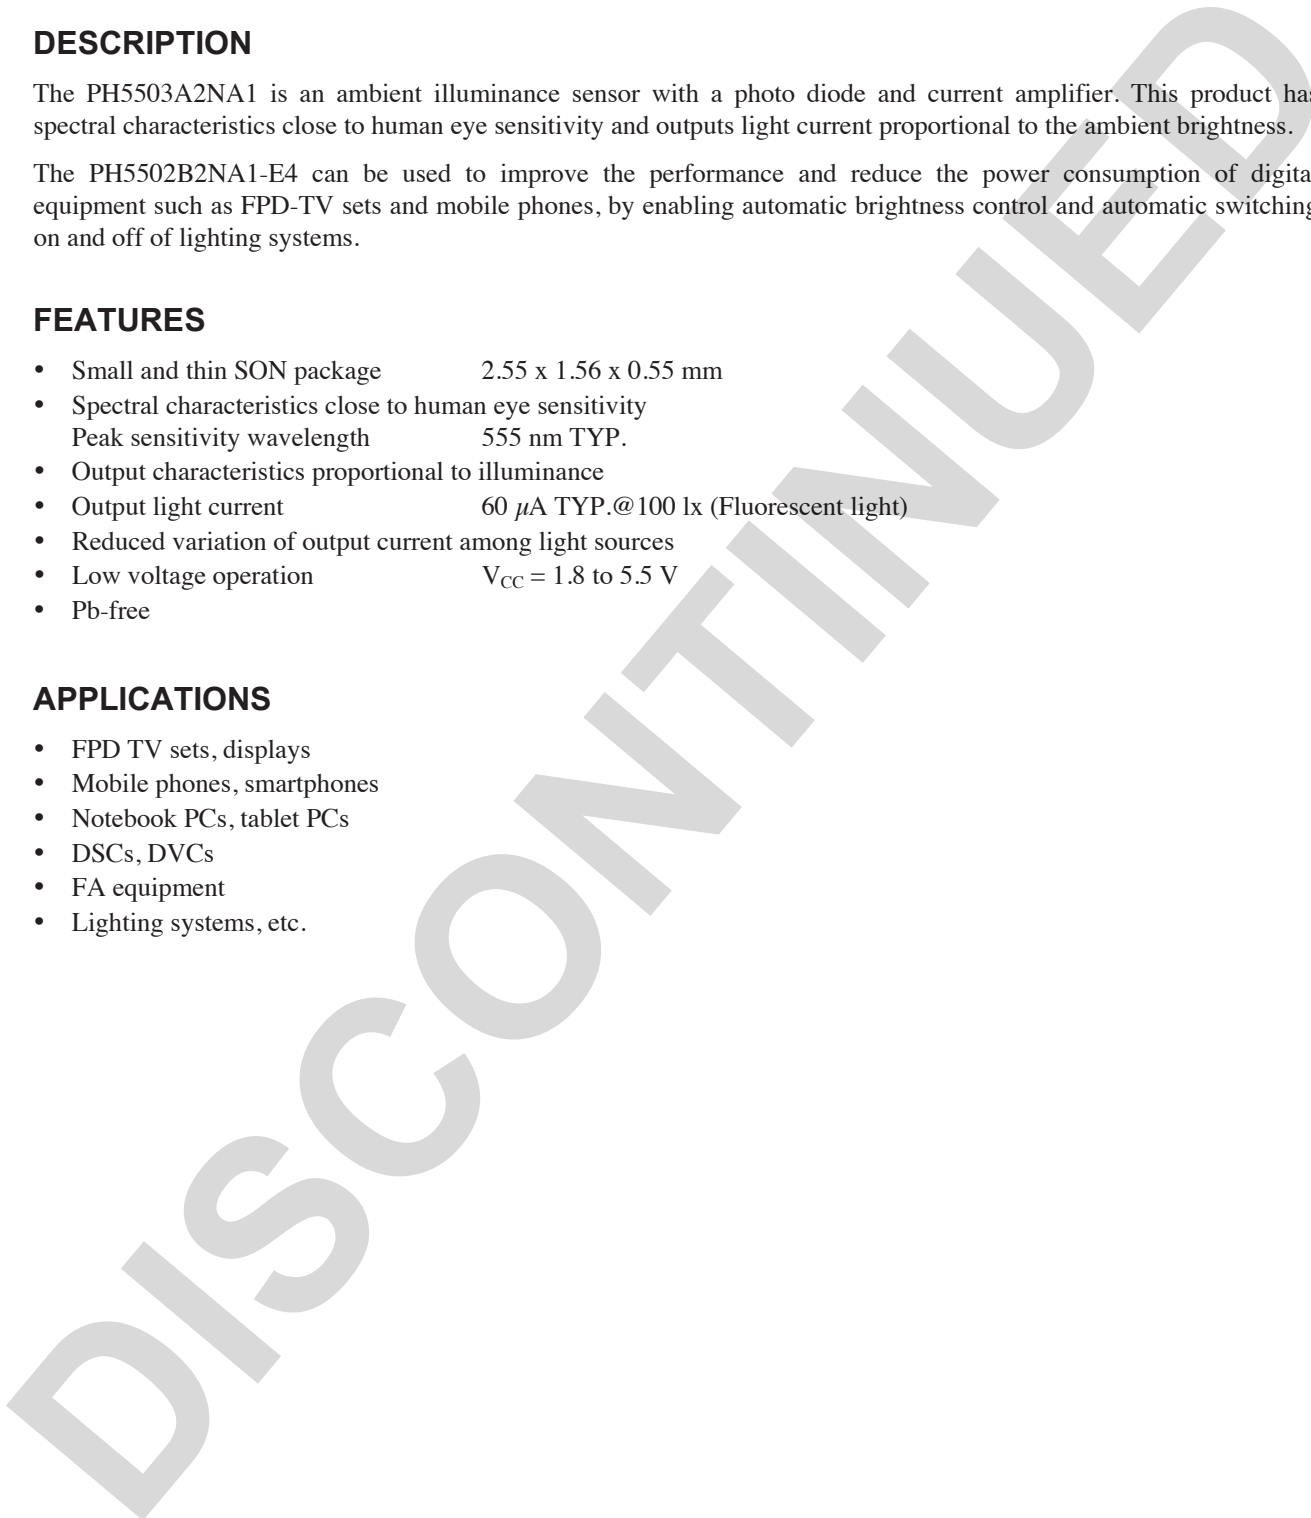 DESCRIPTION
The PH5503A2NA1 is an ambient illuminance sensor with a photo diode and current amplifier. This product has
spectral characteristics close to human eye sensitivity and outputs light current proportional to the ambient brightness.
The PH5502B2NA1-E4 can be used to improve the performance and reduce the power consumption of digital
equipment such as FPD-TV sets and mobile phones, by enabling automatic brightness control and automatic switching
on and off of lighting systems.
FEATURES
• Small and thin SON package 2.55 x 1.56 x 0.55 mm
• Spectral characteristics close to human eye sensitivity
Peak sensitivity wavelength 555 nm TYP.
• Output characteristics proportional to illuminance
• Output light current 60 μA TYP.@100 lx (Fluorescent light)
• Reduced variation of output current among light sources
• Low voltage operation VCC = 1.8 to 5.5 V
• Pb-free
APPLICATIONS
• FPD TV sets, displays
• Mobile phones, smartphones
• Notebook PCs, tablet PCs
• DSCs, DVCs
• FA equipment
• Lighting systems, etc.
DISCONTINUED